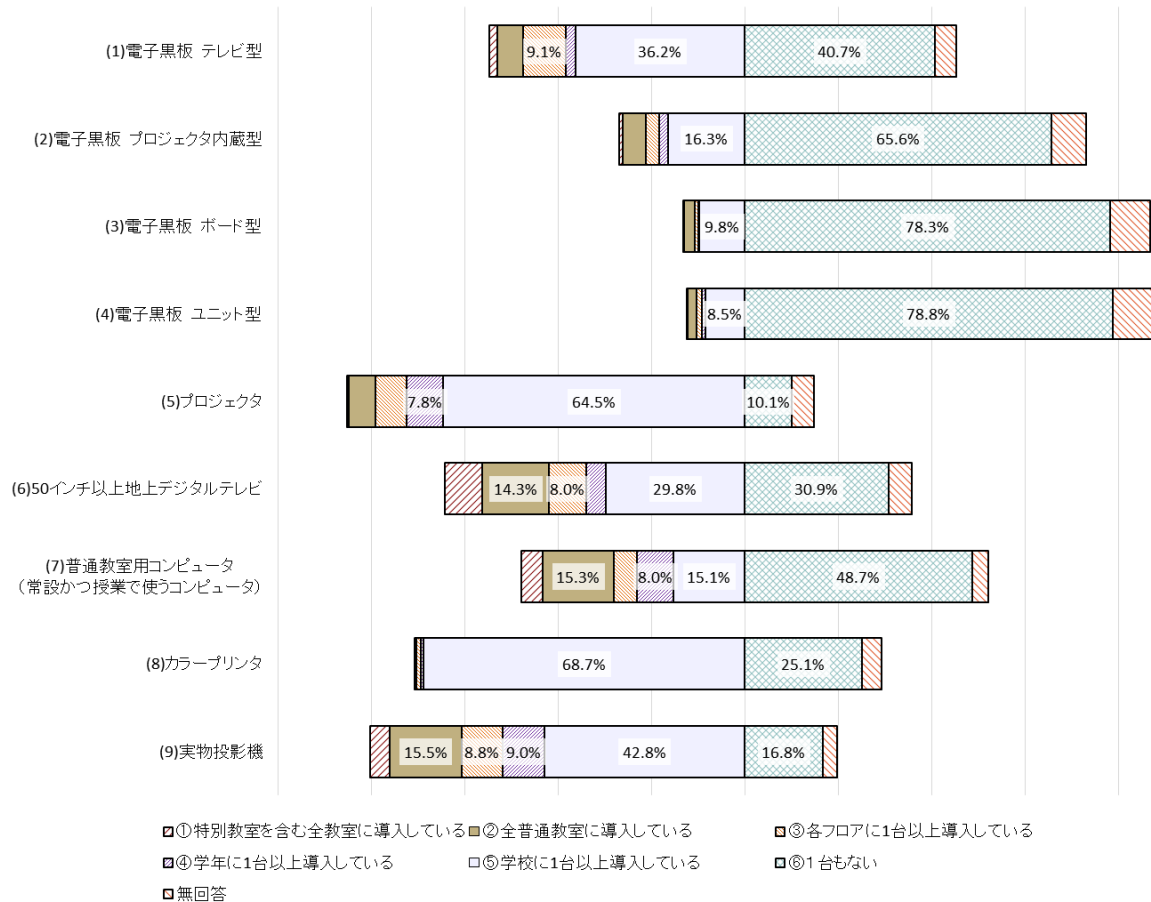 (1)電子黒板 テレビ型
9.1% 36.2% 40.7%
(2)電子黒板 プロジェクタ内蔵型
16.3% 65.6%
(3)電子黒板 ボード型
9.8% 78.3%
(4)電子黒板 ユニット型
8.5% 78.8%
(5)プロジェクタ
7.8% 64.5% 10.1%
(6)50インチ以上地上デジタルテレビ
14.3% 8.0% 29.8% 30.9%
(7)普通教室用コンピュータ
(常設かつ授業で使うコンピュータ)
15.3% 8.0% 15.1% 48.7%
(8)カラープリンタ
68.7% 25.1%
(9)実物投影機
15.5% 8.8% 9.0% 42.8% 16.8%
①特別教室を含む全教室に導入している ②全普通教室に導入している ③各フロアに1台以上導入している
④学年に1台以上導入している ⑤学校に1台以上導入している ⑥1台もない
無回答